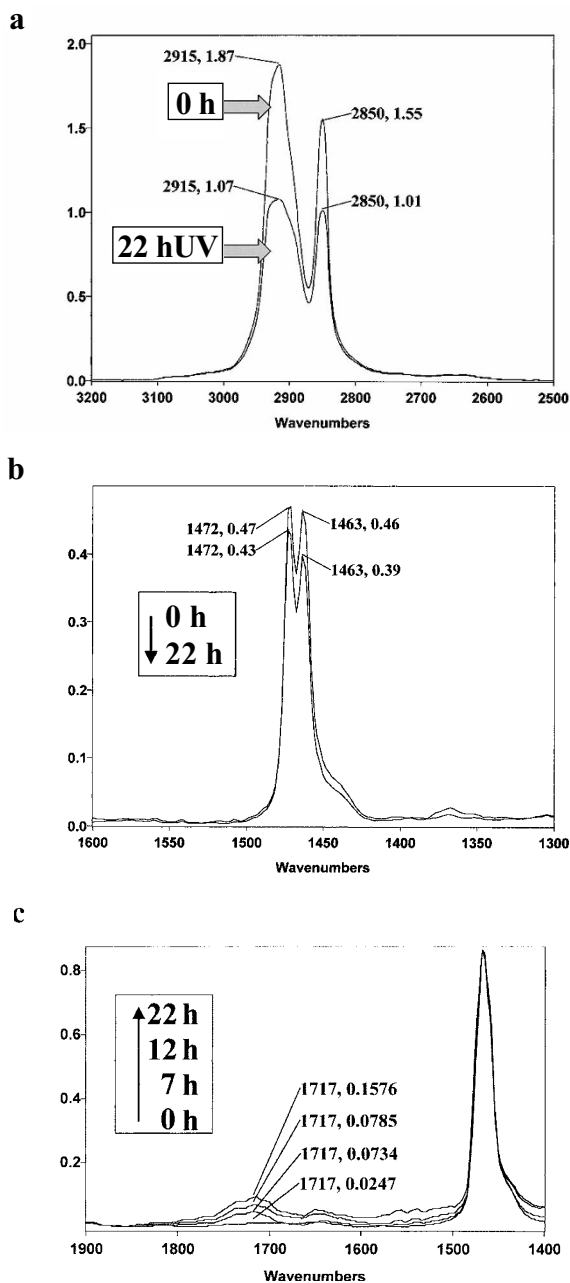 a
2.0
1.5
1.0
0.5
0.0
2915, 1.87
0 h
2850, 1.55
2915, 1.07
2850, 1.01
22 hUV
3200 3100 3000 2900 2800 2700 2600 2500
Wavenumbers
b
0.4
0.3
0.2
0.1
0.0
1472, 0.47
1463, 0.46
1472, 0.43
1463, 0.39
0 h
22 h
1600 1550 1500 1450 1400 1350 1300
Wavenumbers
c
0.8
0.6
0.4
0.2
22 h
12 h
7 h
0 h
1717, 0.1576
1717, 0.0785
1717, 0.0734
1717, 0.0247
1900 1800 1700 1600 1500 1400
Wavenumbers